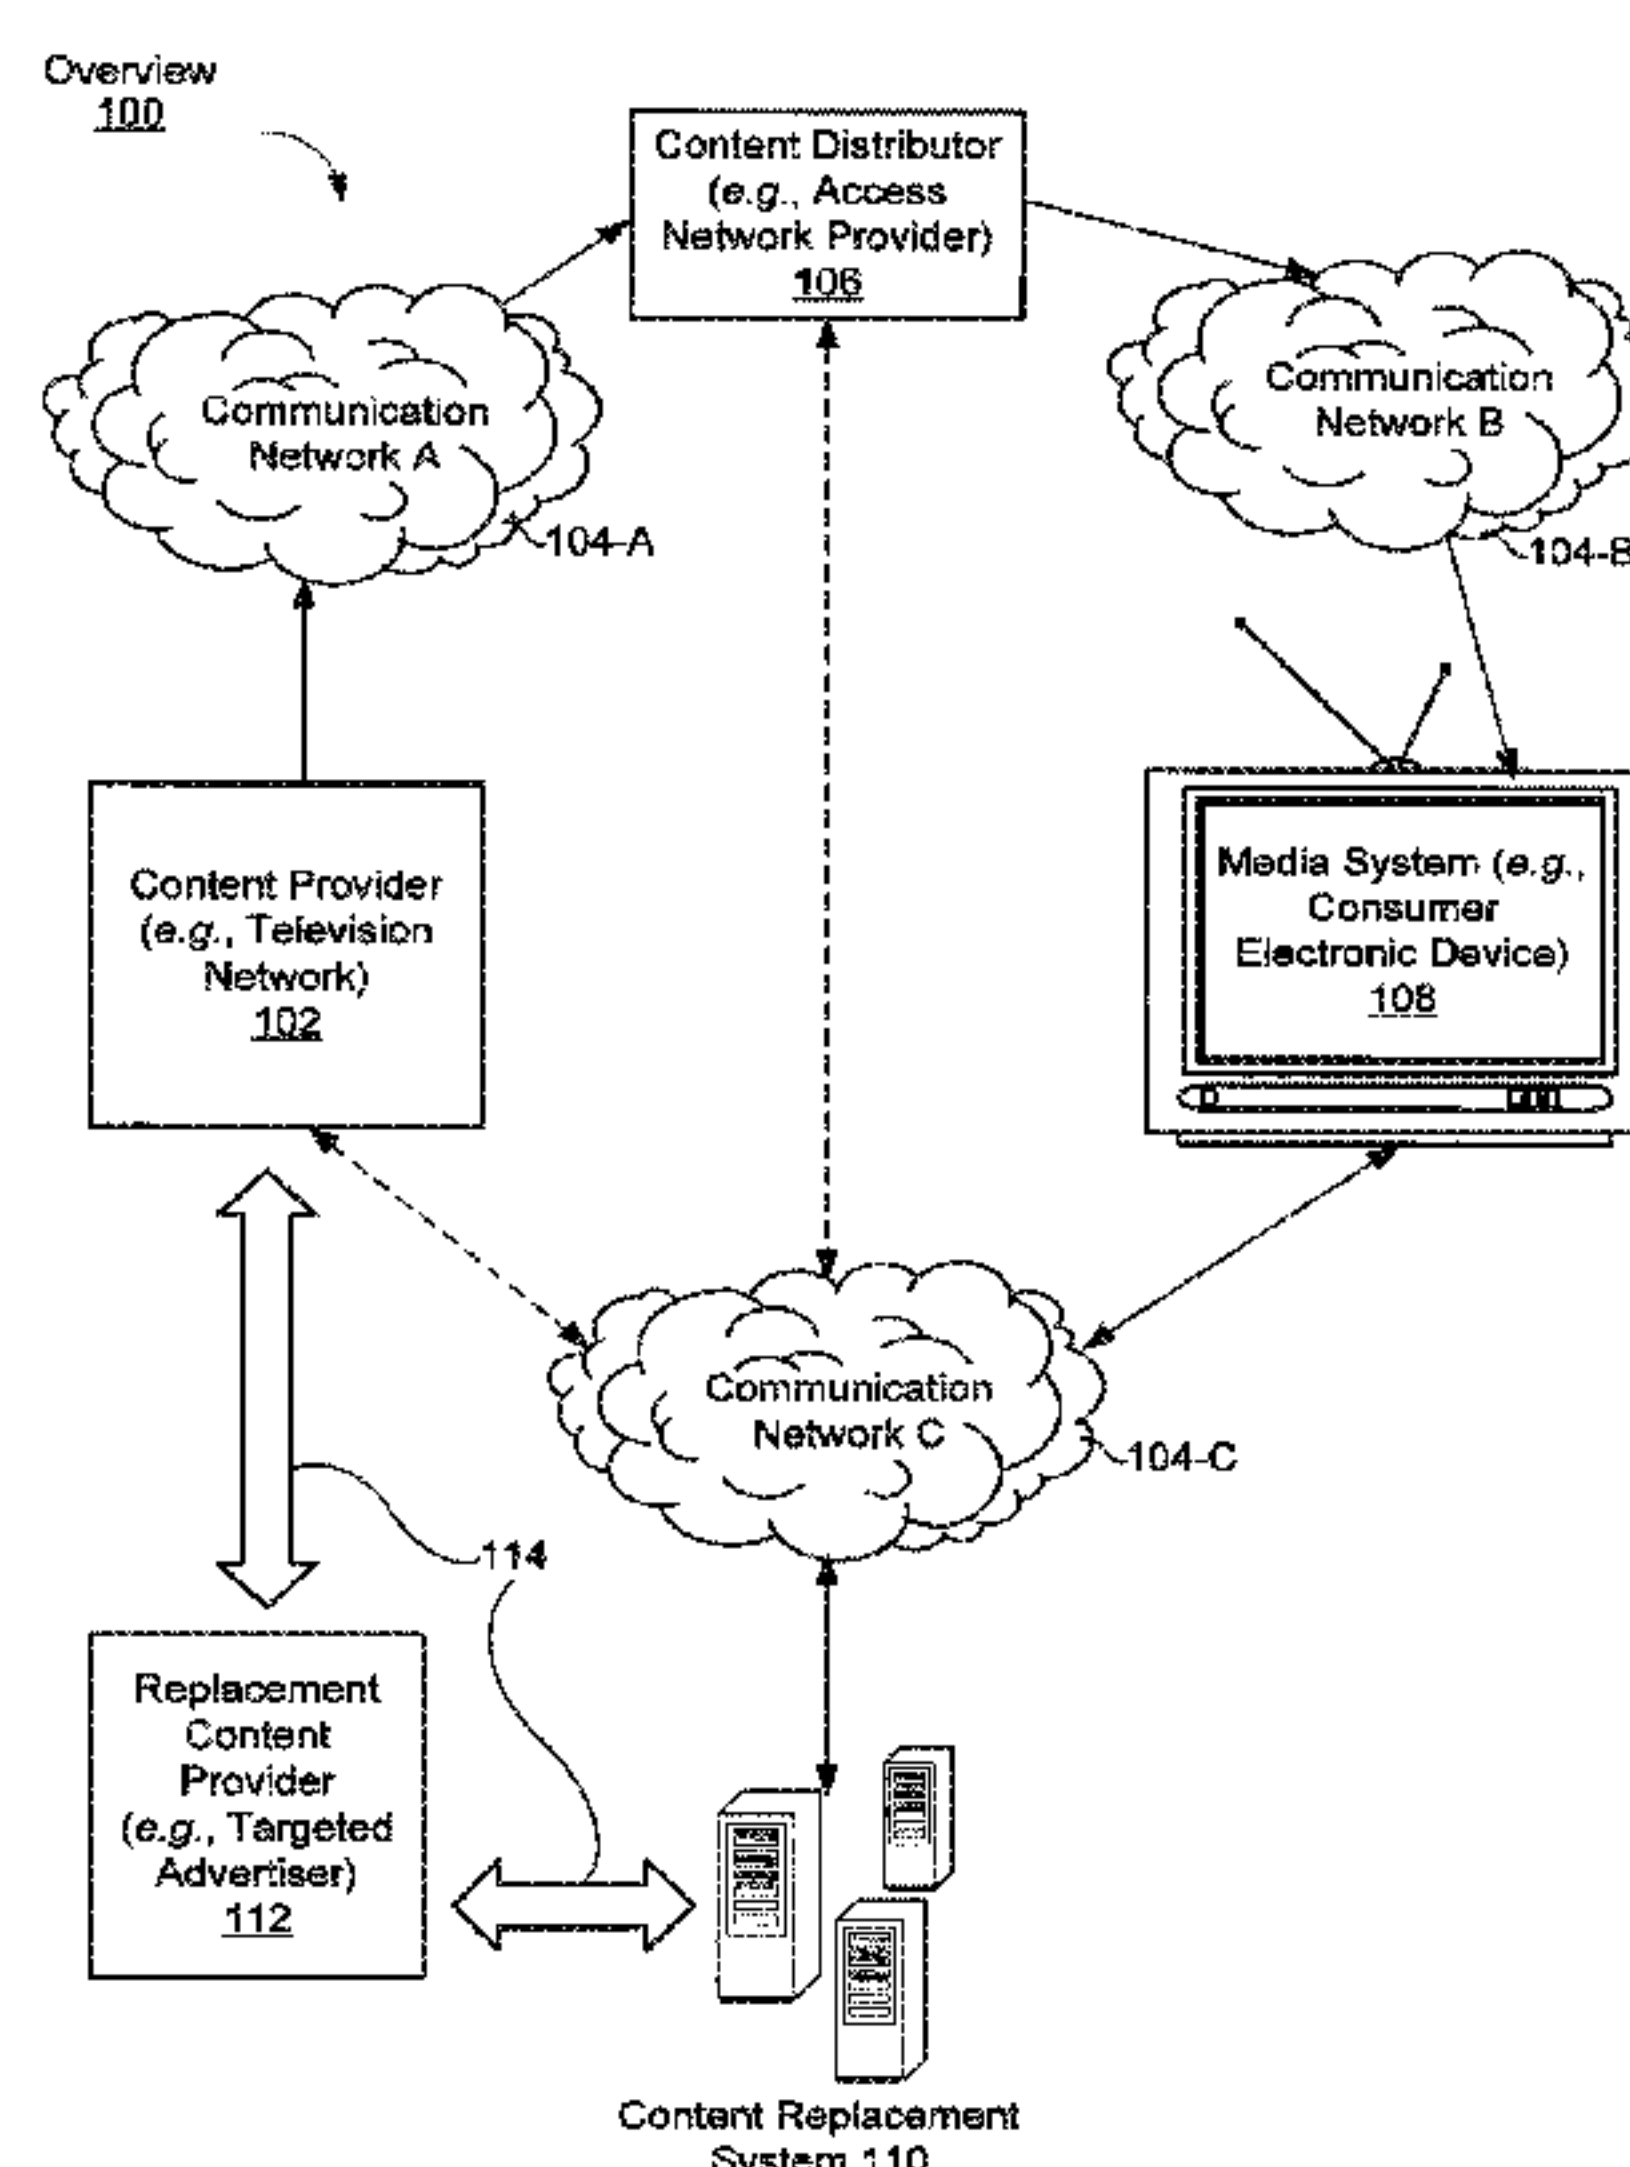 Overview
100
Content Distributor
(e.g., Access
Network Provider)
106
Communication
Network A
104-A
Communication
Network B
104-B
Content Provider
(e.g., Television
Network)
102
Media System (e.g.,
Consumer
Electronic Device)
108
Communication
Network C
104-C
114
Replacement
Content
Provider
(e.g., Targeted
Advertiser)
112
Content Replacement
System 110